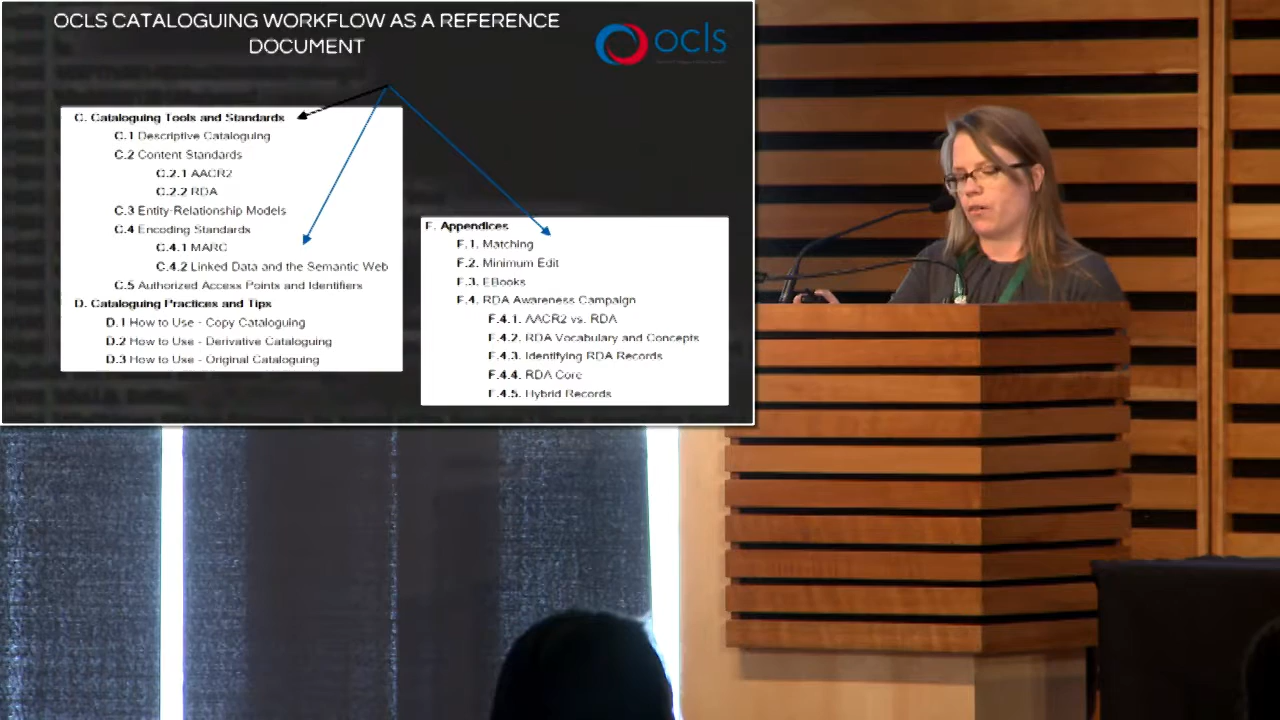 OCLS CATALOGUING WORKFLOW AS A REFERENCE
DOCUMENT
ocls
C. Cataloguing Tools and Standards
C.1 Descriptive Cataloguing
C.2 Content Standards
C.2.1 AACR2
C.2.2 RDA
C.3 Entity-Relationship Models
C.4 Encoding Standards
C.4.1 MARC
C.4.2 Linked Data and the Semantic Web
C.5 Authorized Access Points and Identifiers
D. Cataloguing Practices and Tips
D.1 How to Use - Copy Cataloguing
D.2 How to Use - Derivative Cataloguing
D.3 How to Use - Original Cataloguing
F. Appendices
F.1. Matching
F.2. Minimum Edit
F.3. EBooks
F.4. RDA Awareness Campaign
F.4.1. AACR2 vs. RDA
F.4.2. RDA Vocabulary and Concepts
F.4.3. Identifying RDA Records
F.4.4. RDA Core
F.4.5. Hybrid Records